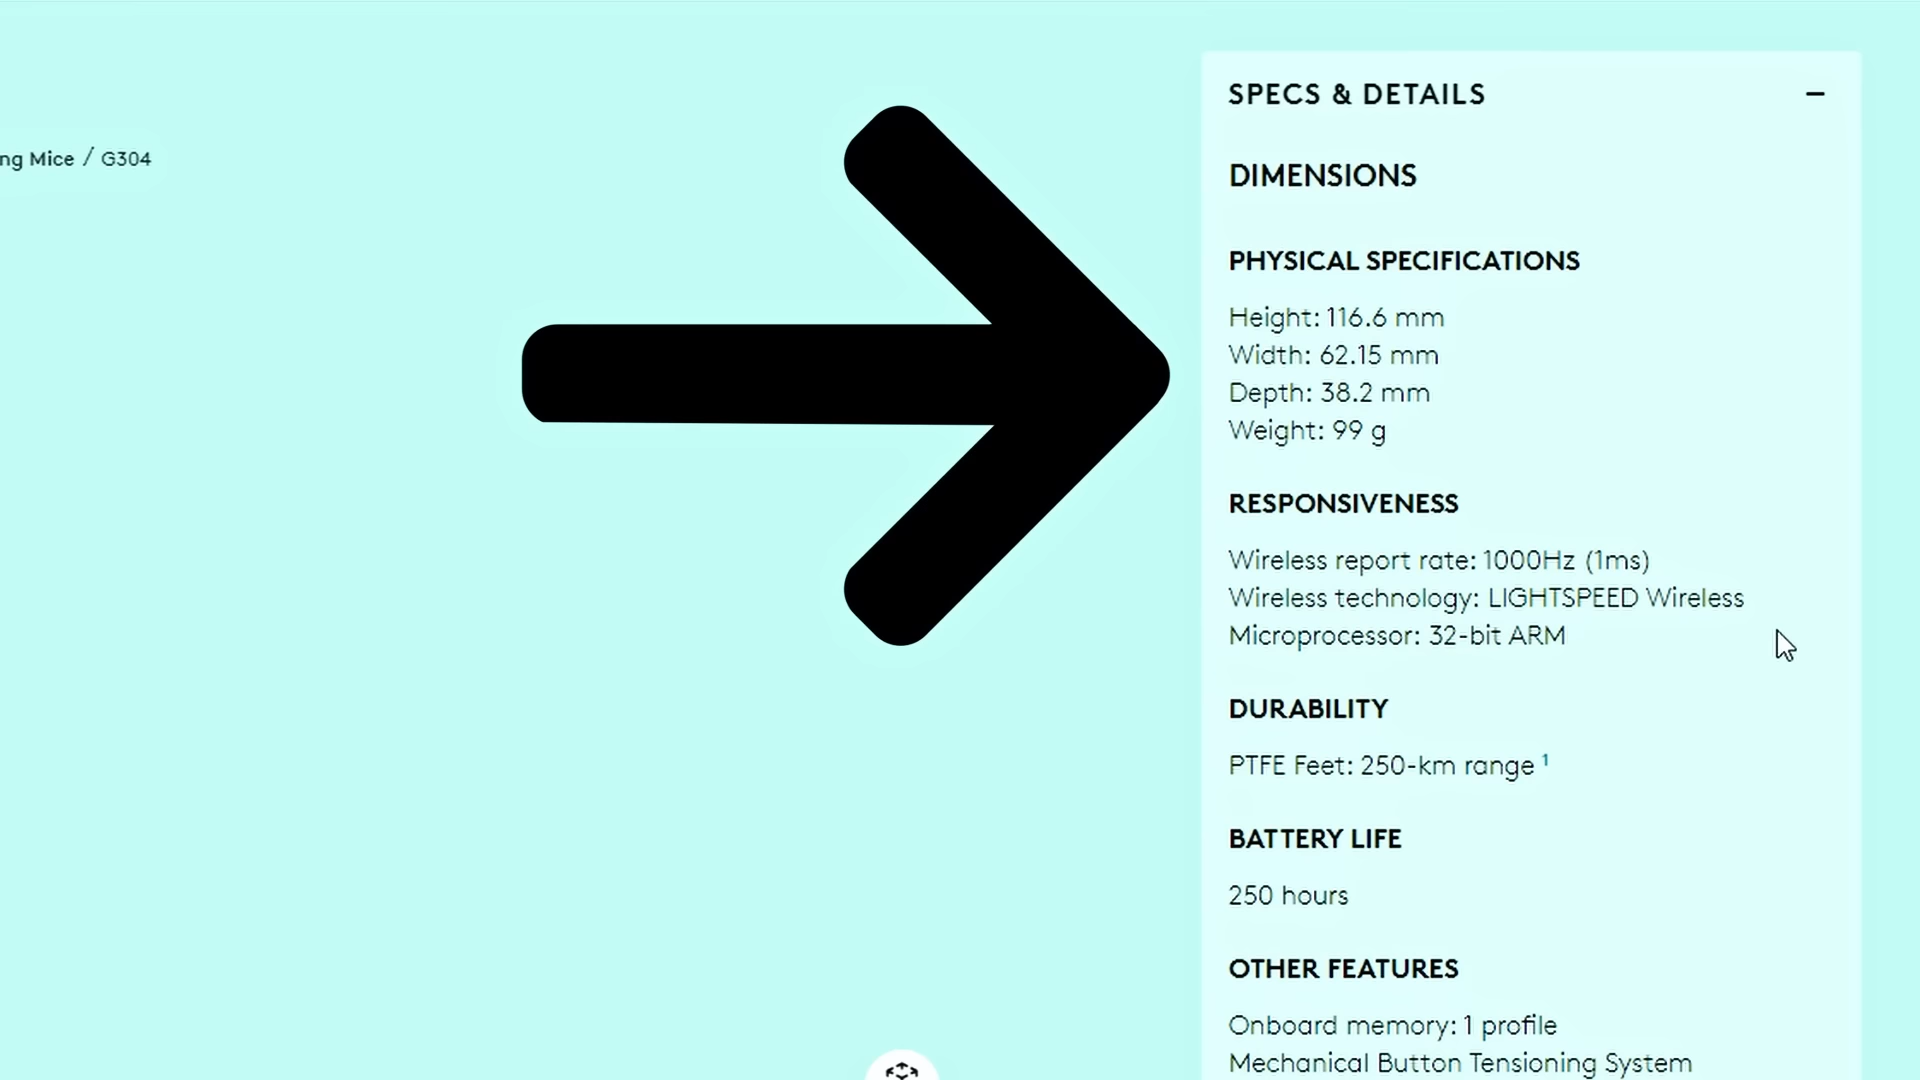 ng Mice / G304
SPECS & DETAILS
DIMENSIONS
PHYSICAL SPECIFICATIONS
Height: 116.6 mm
Width: 62.15 mm
Depth: 38.2 mm
Weight: 99 g
RESPONSIVENESS
Wireless report rate: 1000Hz (1ms)
Wireless technology: LIGHTSPEED Wireless
Microprocessor: 32-bit ARM
DURABILITY
PTFE Feet: 250-km range ¹
BATTERY LIFE
250 hours
OTHER FEATURES
Onboard memory: 1 profile
Mechanical Button Tensioning System